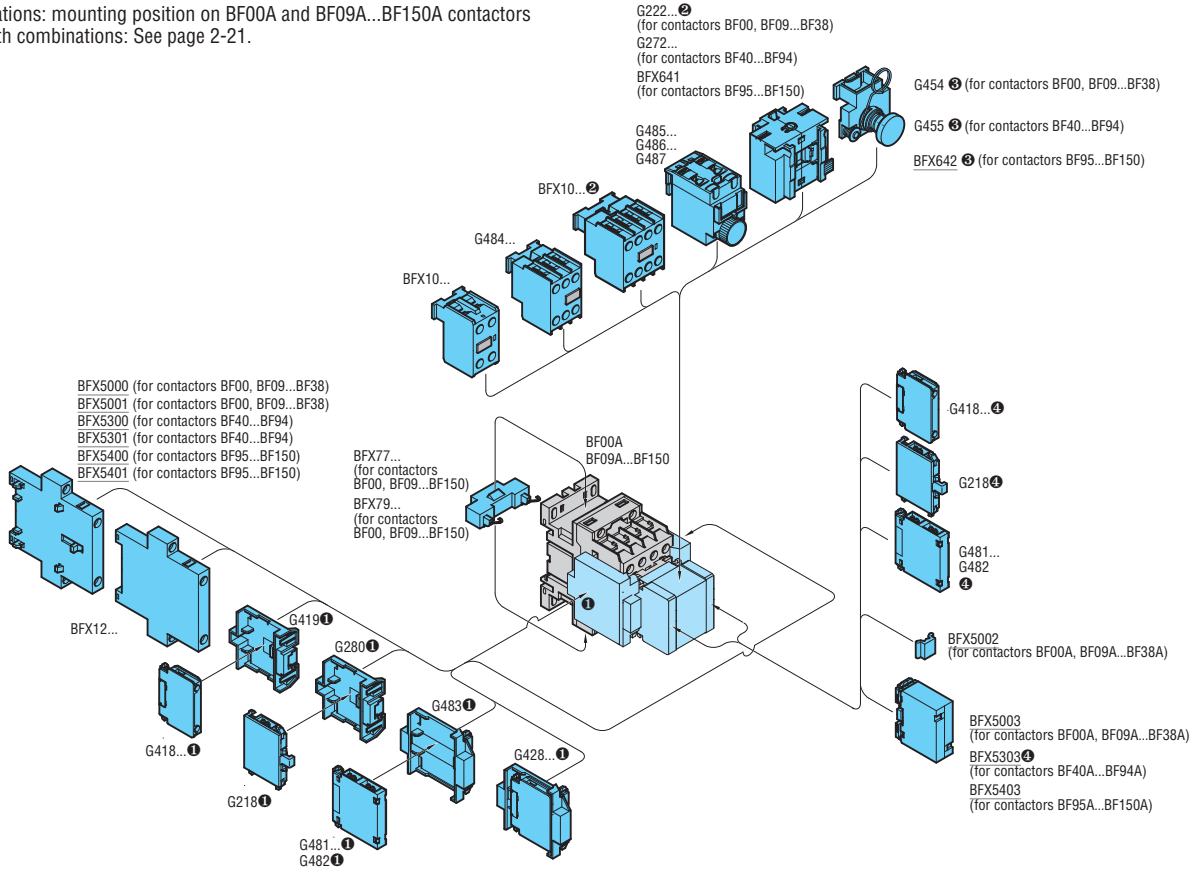 ations: mounting position on BF00A and BF09A...BF150A contactors
th combinations: See page 2-21.
G222...❷
(for contactors BF00, BF09...BF38)
G272...
(for contactors BF40...BF94)
BFX641
(for contactors BF95...BF150)
G454 ❸ (for contactors BF00, BF09...BF38)
G455 ❸ (for contactors BF40...BF94)
BFX642 ❸ (for contactors BF95...BF150)
G485...
G486...
G487
BFX10...❷
G484...
BFX10...
BFX5000 (for contactors BF00, BF09...BF38)
BFX5001 (for contactors BF00, BF09...BF38)
BFX5300 (for contactors BF40...BF94)
BFX5301 (for contactors BF40...BF94)
BFX5400 (for contactors BF95...BF150)
BFX5401 (for contactors BF95...BF150)
BFX77...
(for contactors
BF00, BF09...BF150)
BFX79...
(for contactors
BF00, BF09...BF150)
BF00A
BF09A...BF150
❶
G418...❹
G218❹
G481...
G482
❹
BFX5002
(for contactors BF00A, BF09A...BF38A)
BFX5003
(for contactors BF00A, BF09A...BF38A)
BFX5303❹
(for contactors BF40A...BF94A)
BFX5403
(for contactors BF95A...BF150A)
BFX12...
G419❶
G280❶
G483❶
G428...❶
G418...❶
G218❶
G481...❶
G482❶